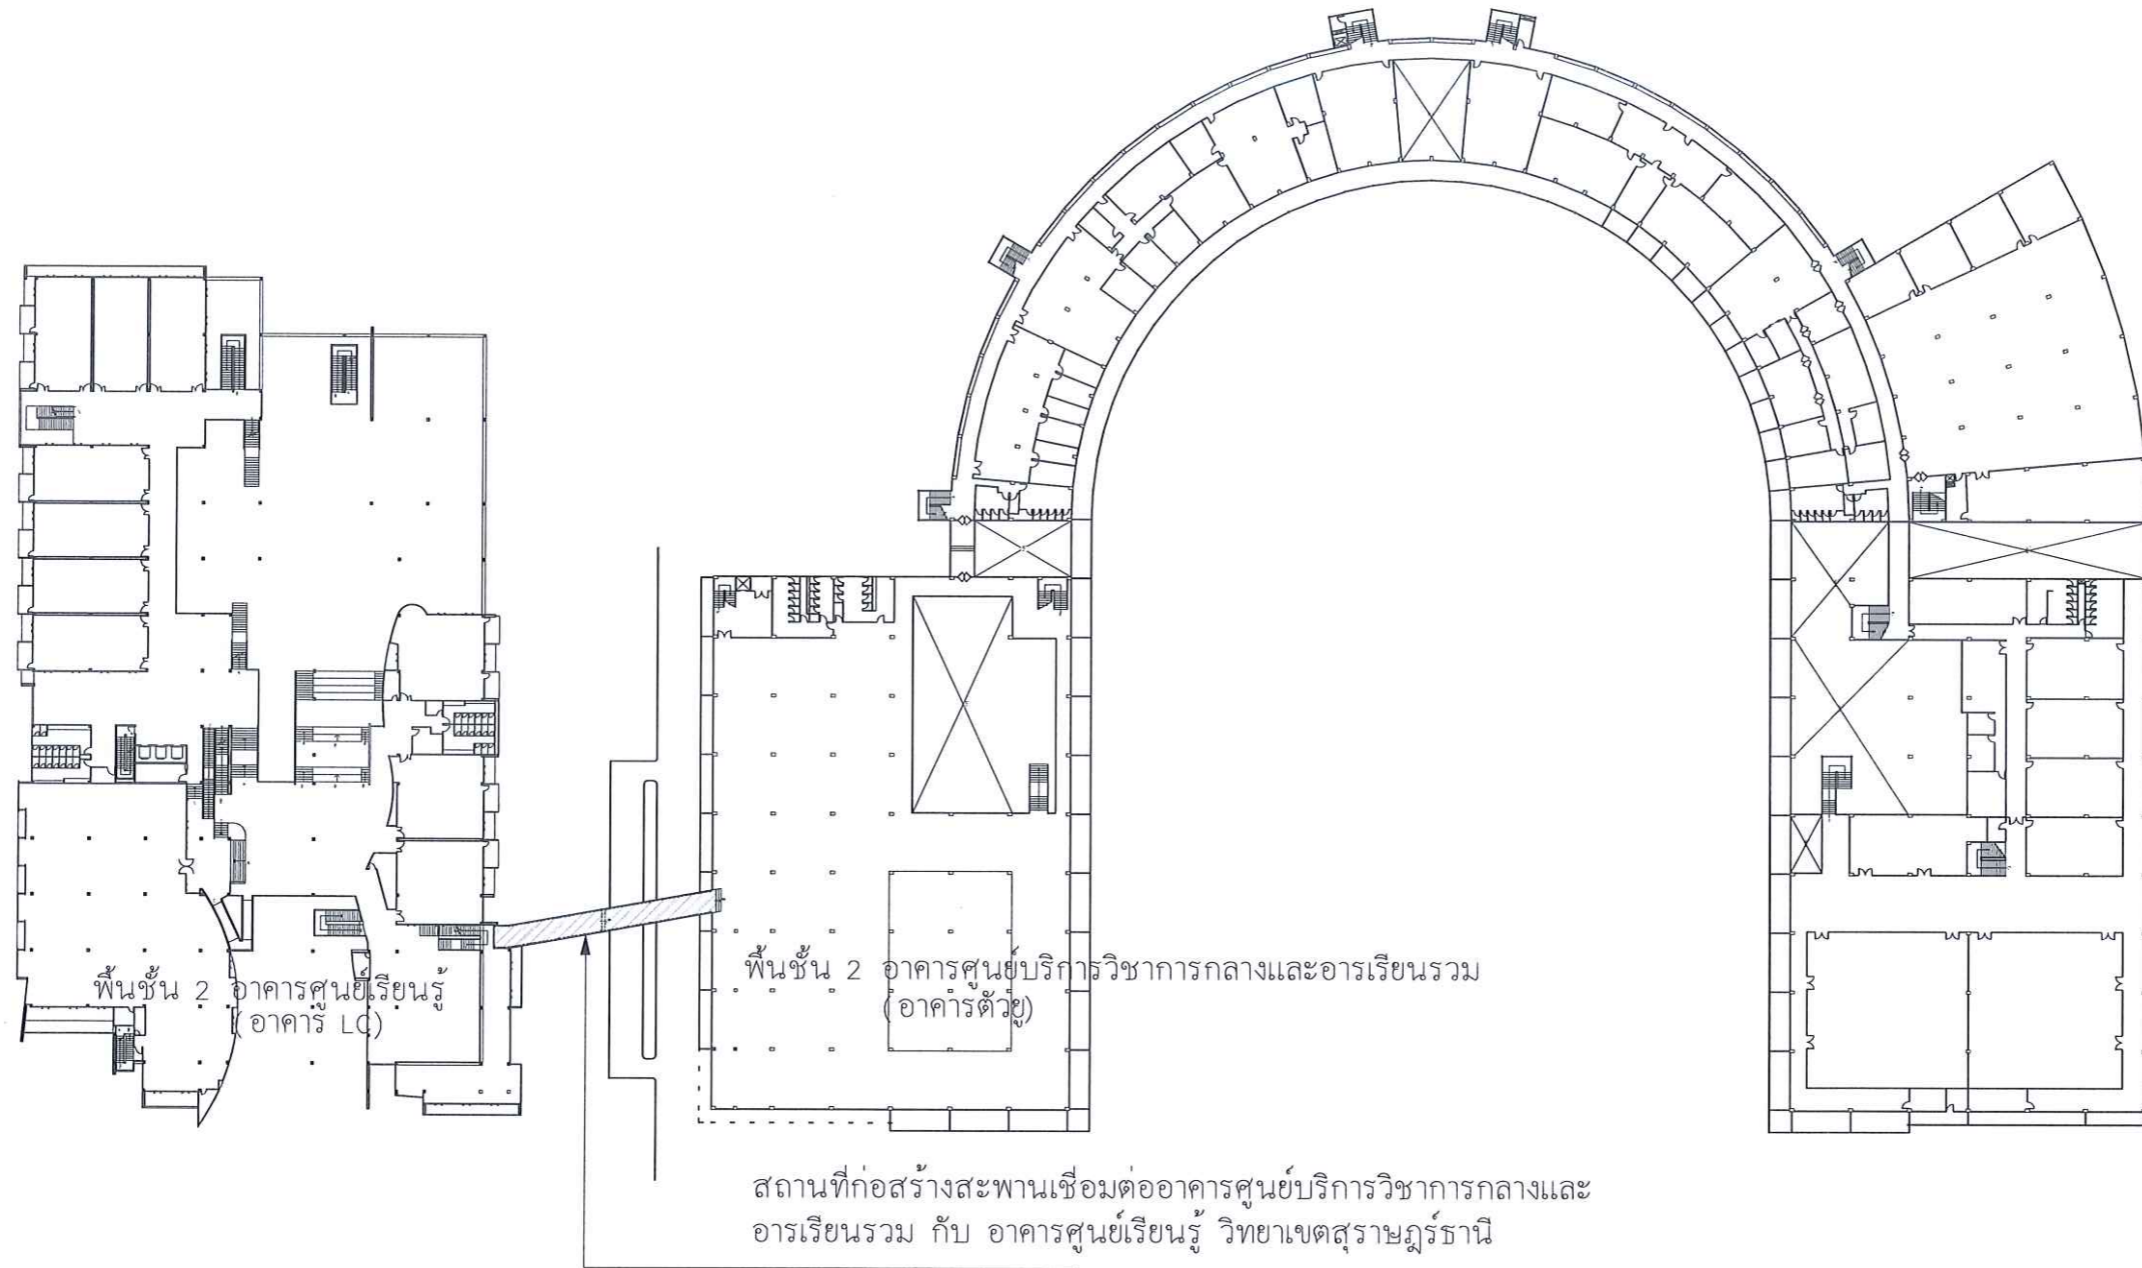 พื้นชั้น 2 อาคารศูนย์เรียนรู้
(อาคาร LC)
พื้นชั้น 2 อาคารศูนย์บริการวิชาการกลางและอารเรียนรวม
(อาคารตัวยู)
สถานที่ก่อสร้างสะพานเชื่อมต่ออาคารศูนย์บริการวิชาการกลางและ
อารเรียนรวม กับ อาคารศูนย์เรียนรู้ วิทยาเขตสุราษฎร์ธานี